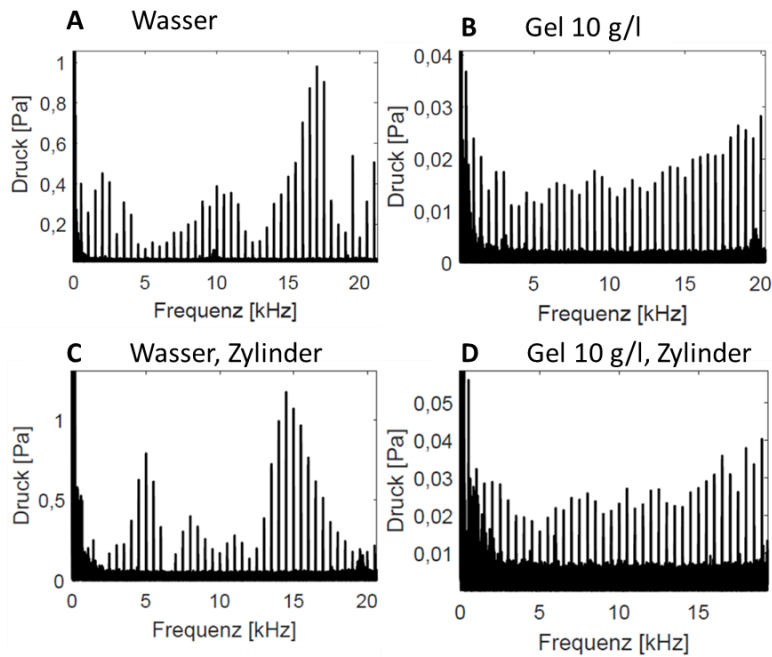 A Wasser
Druck [Pa]
1
0,8
0,6
0,4
0,2
0 5 10 15 20
Frequenz [kHz]
B Gel 10 g/l
Druck [Pa]
0,04
0,03
0,02
0,01
0
5 10 15 20
Frequenz [kHz]
C Wasser, Zylinder
Druck [Pa]
1
0,5
0
0 5 10 15 20
Frequenz [kHz]
D Gel 10 g/l, Zylinder
Druck [Pa]
0,05
0,04
0,03
0,02
0,01
0 5 10 15
Frequenz [kHz]